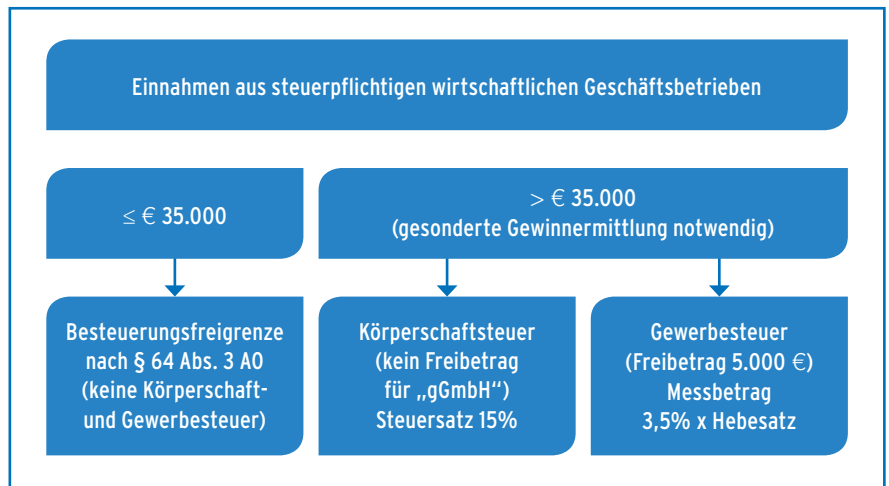 Einnahmen aus steuerpflichtigen wirtschaftlichen Geschäftsbetrieben
≤ € 35.000
> € 35.000
(gesonderte Gewinnermittlung notwendig)
Besteuerungsfreigrenze
nach § 64 Abs. 3 AO
(keine Körperschaft-
und Gewerbesteuer)
Körperschaftsteuer
(kein Freibetrag
für „gGmbH“)
Steuersatz 15%
Gewerbesteuer
(Freibetrag 5.000 €)
Messbetrag
3,5% x Hebesatz